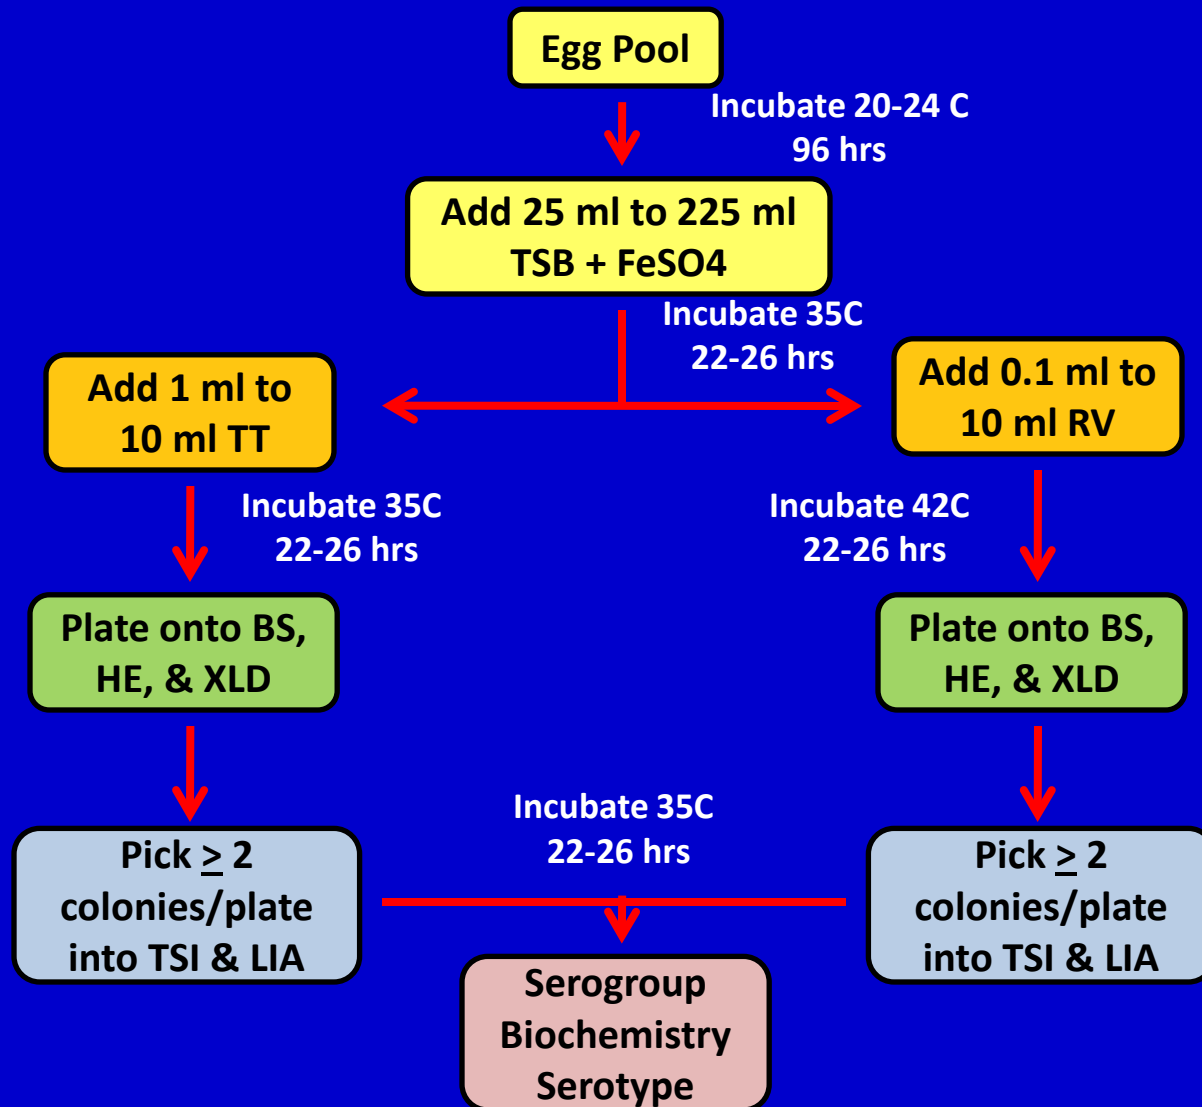 Egg Pool
Incubate 20-24 C
96 hrs
Add 25 ml to 225 ml
TSB + FeSO4
Incubate 35C
22-26 hrs
Add 1 ml to
10 ml TT
Add 0.1 ml to
10 ml RV
Incubate 35C
22-26 hrs
Incubate 42C
22-26 hrs
Plate onto BS,
HE, & XLD
Plate onto BS,
HE, & XLD
Incubate 35C
22-26 hrs
Pick ≥ 2
colonies/plate
into TSI & LIA
Pick ≥ 2
colonies/plate
into TSI & LIA
Serogroup
Biochemistry
Serotype